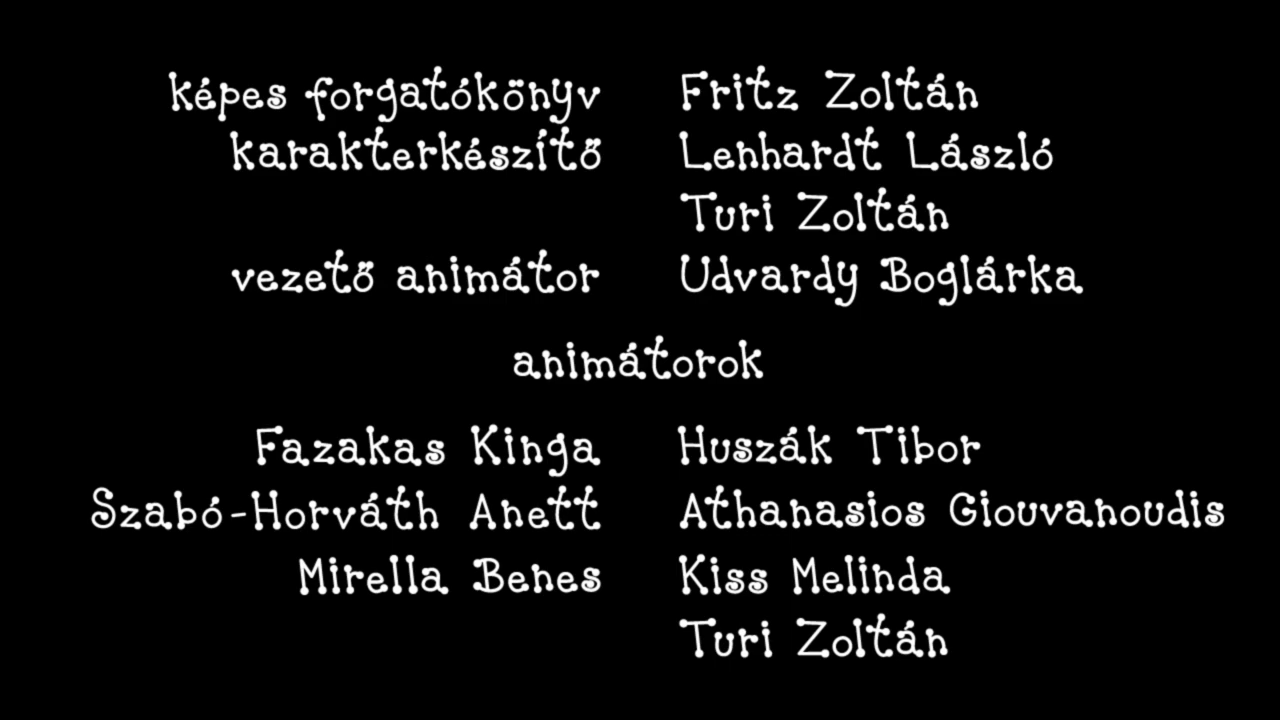 képes forgatókönyv Fritz Zoltán
karakterkészítő Lenhardt László
Turi Zoltán
vezető animátor Udvardy Boglárka
animátorok
Fazakas Kinga Huszák Tibor
Szabó-Horváth Anett Athanasios Giouvanoudis
Mirella Benes Kiss Melinda
Turi Zoltán